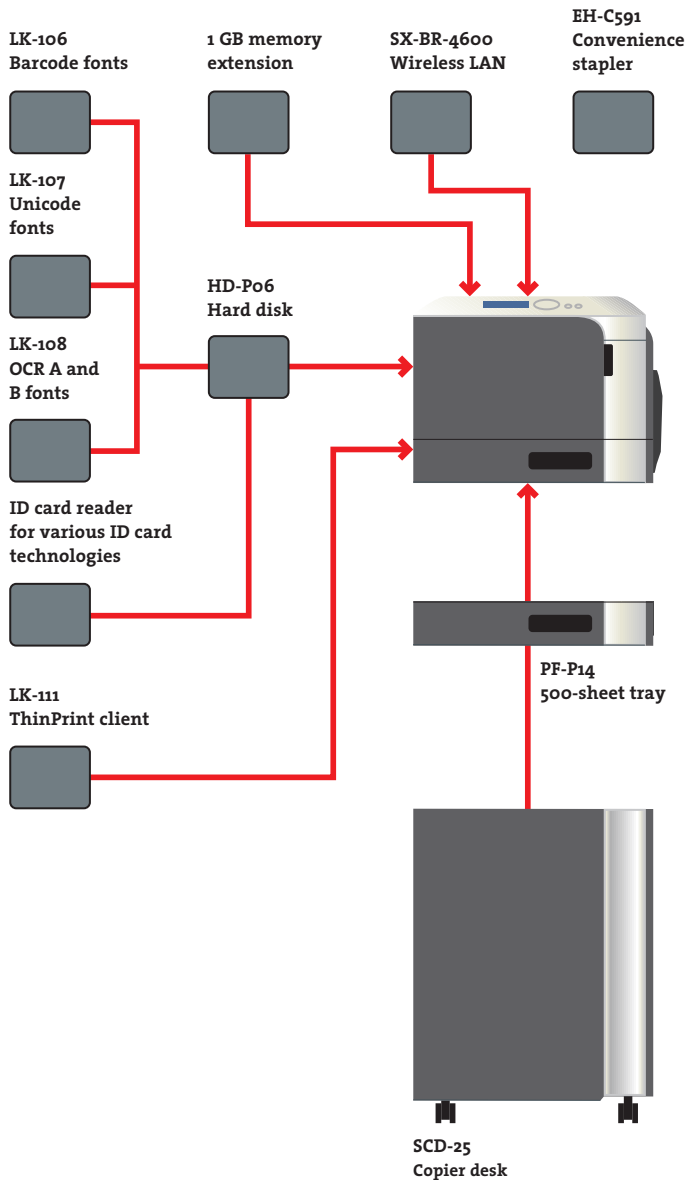 LK-106
Barcode fonts
1 GB memory
extension
SX-BR-4600
Wireless LAN
EH-C591
Convenience
stapler
LK-107
Unicode
fonts
HD-P06
Hard disk
LK-108
OCR A and
B fonts
ID card reader
for various ID card
technologies
PF-P14
500-sheet tray
LK-111
ThinPrint client
SCD-25
Copier desk